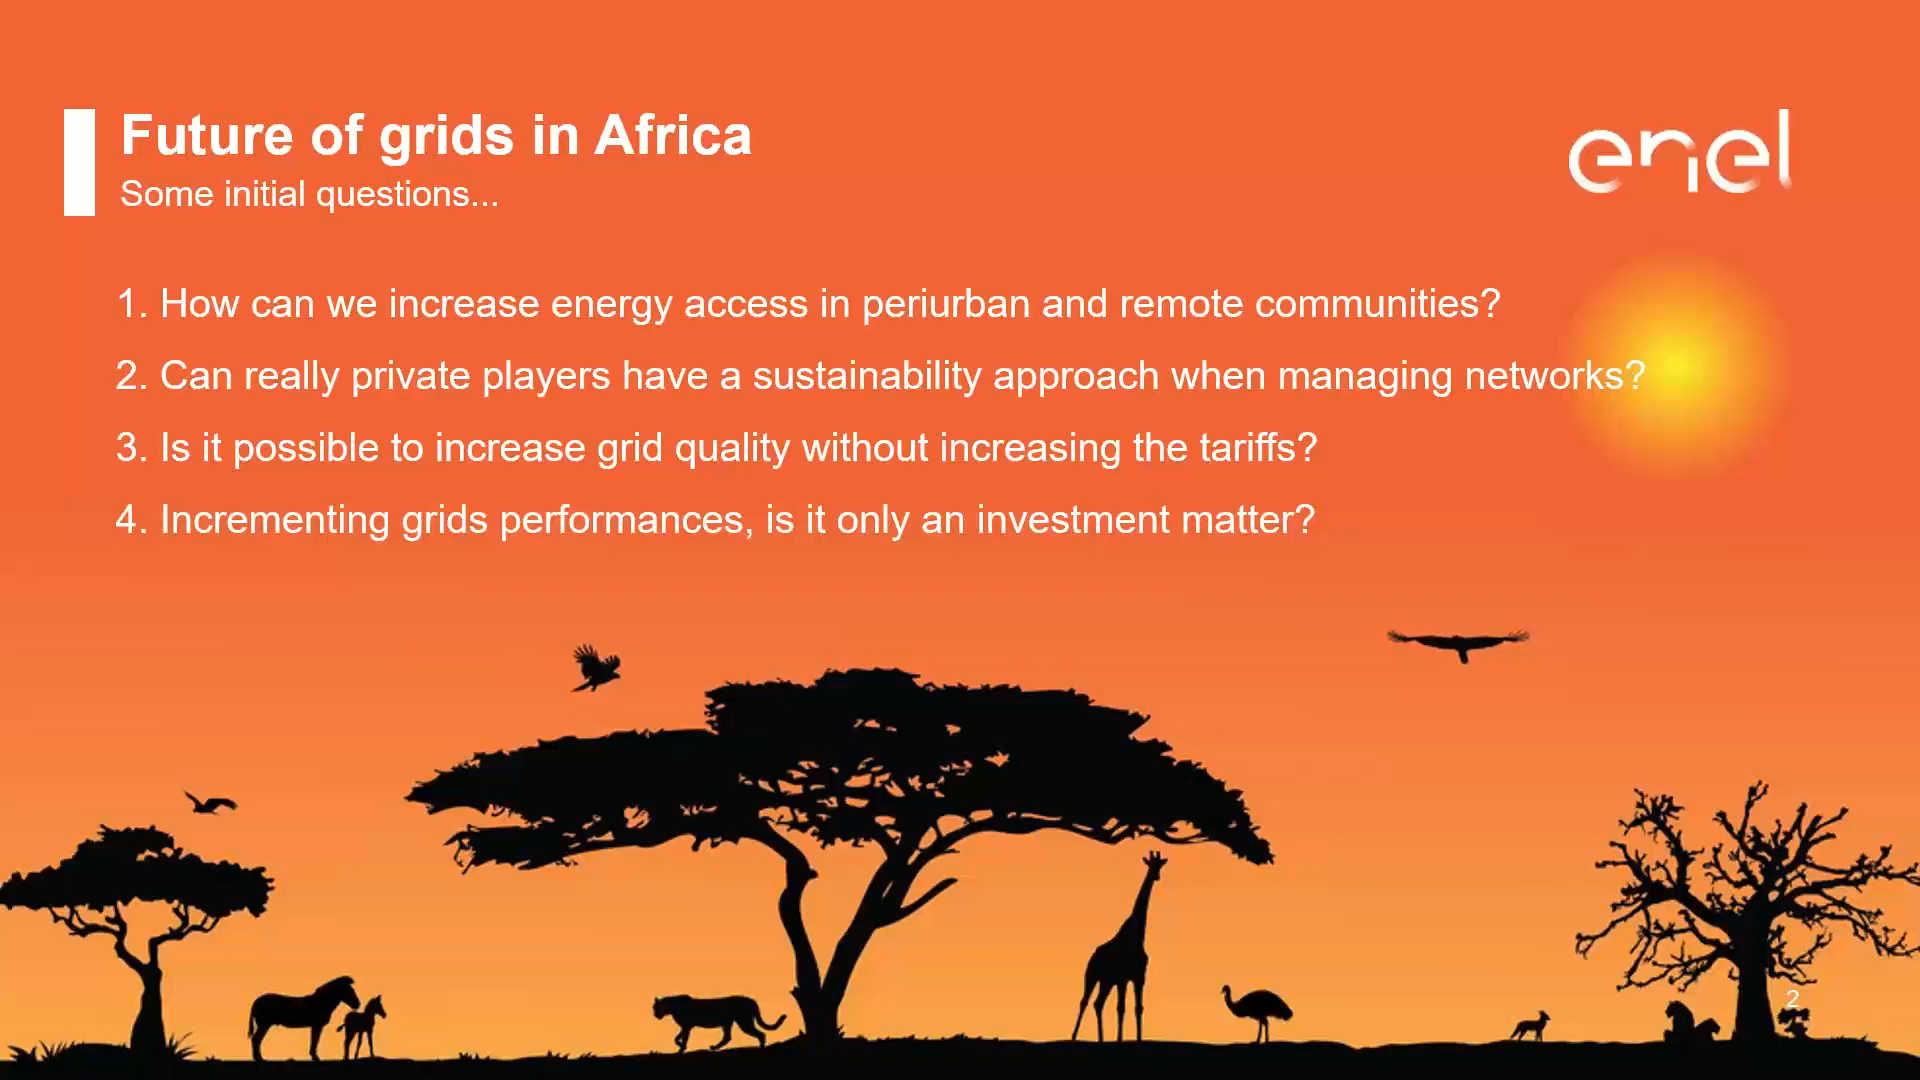 Future of grids in Africa
Some initial questions...
enel
1. How can we increase energy access in periurban and remote communities?
2. Can really private players have a sustainability approach when managing networks?
3. Is it possible to increase grid quality without increasing the tariffs?
4. Incrementing grids performances, is it only an investment matter?
2